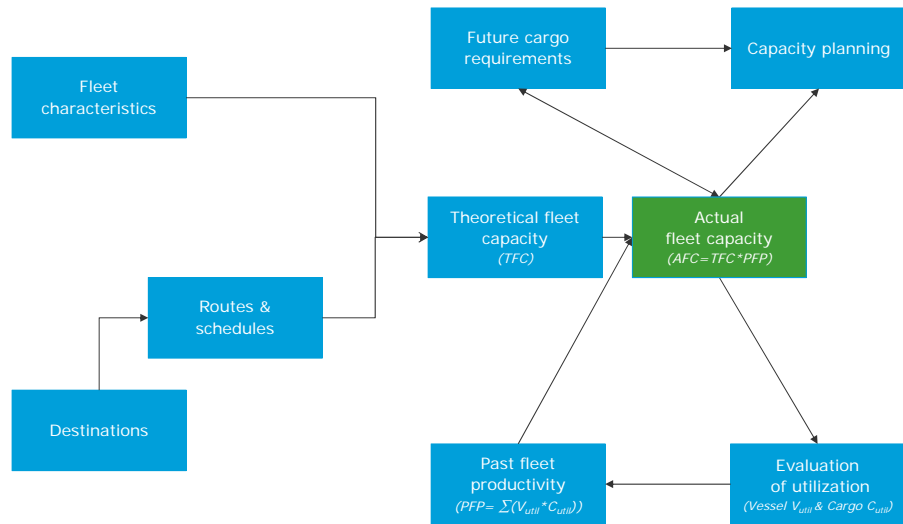 Future cargo
requirements
Capacity planning
Fleet
characteristics
Theoretical fleet
capacity
(TFC)
Actual
fleet capacity
(AFC=TFC*PFP)
Routes &
schedules
Destinations
Past fleet
productivity
(PFP= ∑(Vutil*Cutil))
Evaluation
of utilization
(Vessel Vutil & Cargo Cutil)